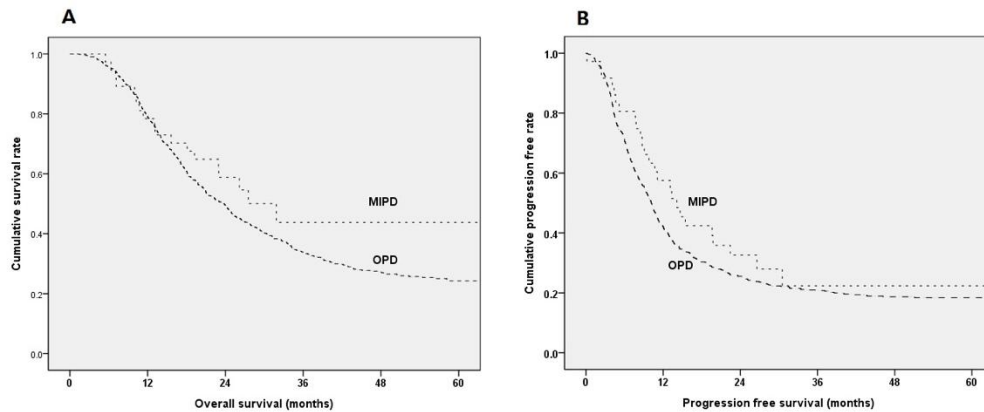 A
Cumulative survival rate
1.0
0.8
0.6
0.4
0.2
0.0
MIPD
OPD
0 12 24 36 48 60
Overall survival (months)
B
Cumulative progression free rate
1.0
0.8
0.6
0.4
0.2
0.0
MIPD
OPD
0 12 24 36 48 60
Progression free survival (months)